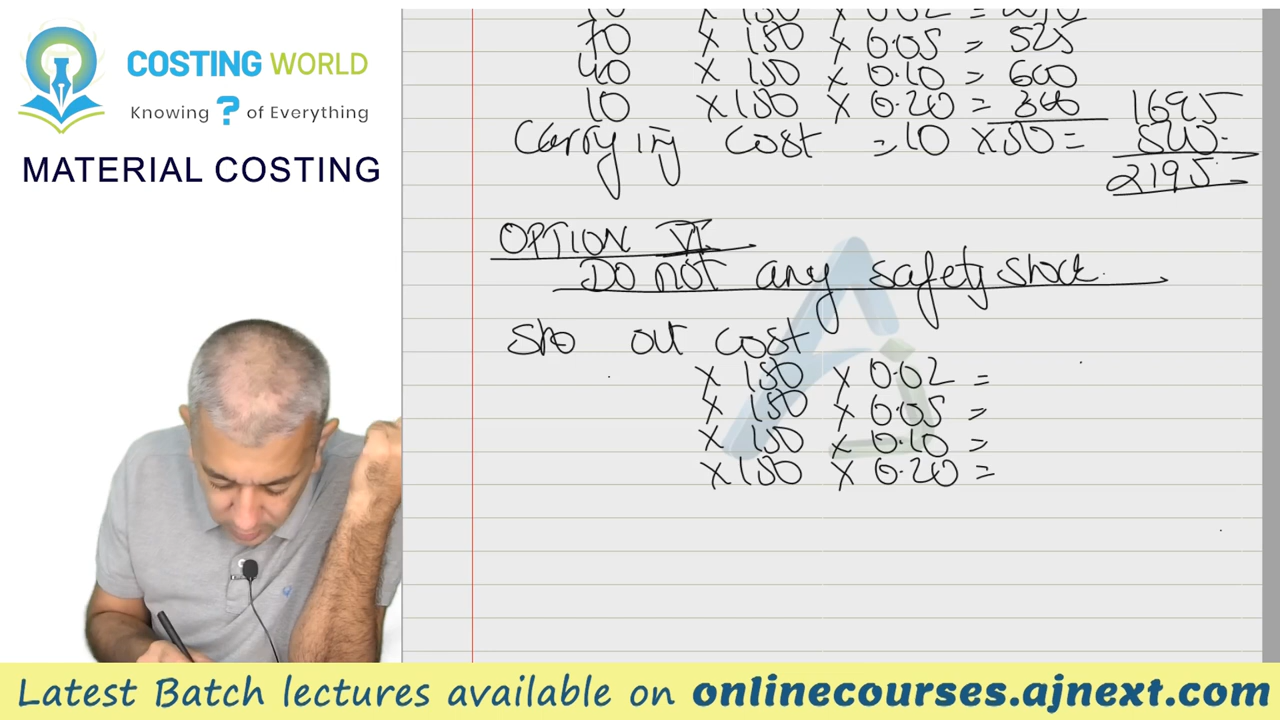 COSTING WORLD
Knowing ? of Everything
MATERIAL COSTING
70 × 150 × 0.05 = 525
40 × 150 × 0.10 = 600
10 × 150 × 0.20 = 300
1695
Carrying cost = 10 × 50 = 500
2195
OPTION VI
DO NOT any safety stock
Sto out cost
× 150 × 0.02 =
× 150 × 0.05 =
× 150 × 0.10 =
× 150 × 0.20 =
Latest Batch lectures available on onlinecourses.ajnext.com